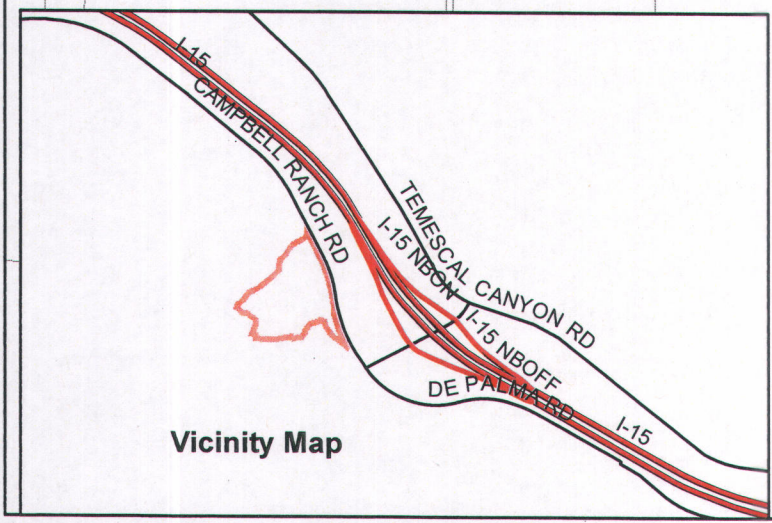 I-15
CAMPBELL RANCH RD
TEMESCAL CANYON RD
I-15 NBON
I-15 NBOFF
DE PALMA RD
I-15
Vicinity Map